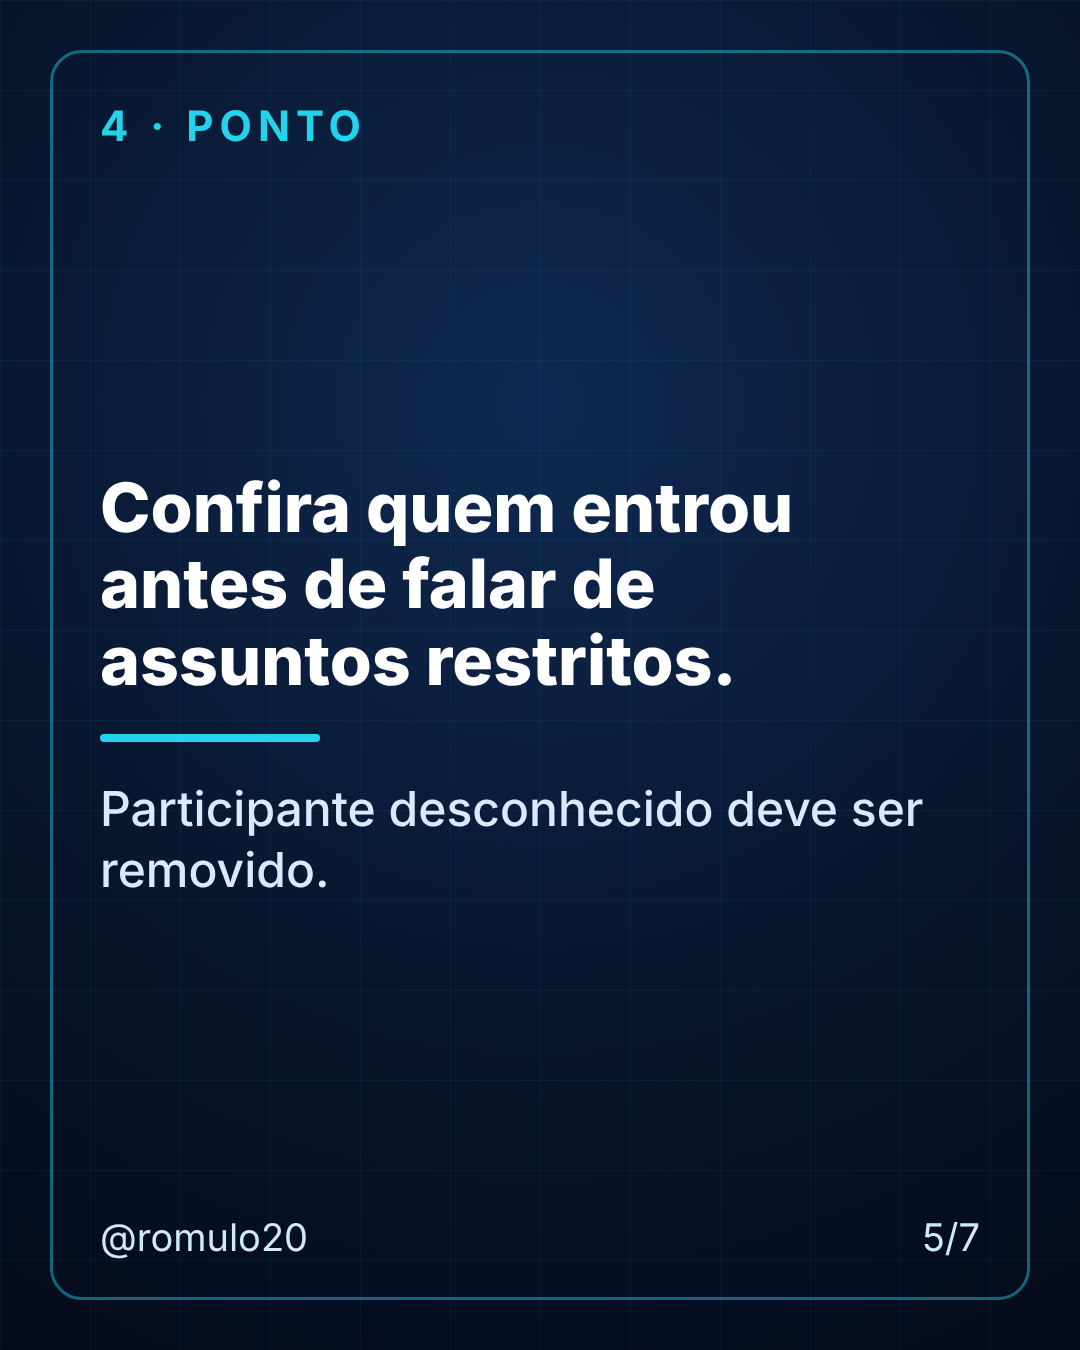 4 · PONTO
Confira quem entrou
antes de falar de
assuntos restritos.
Participante desconhecido deve ser
removido.
@romulo20
5/7